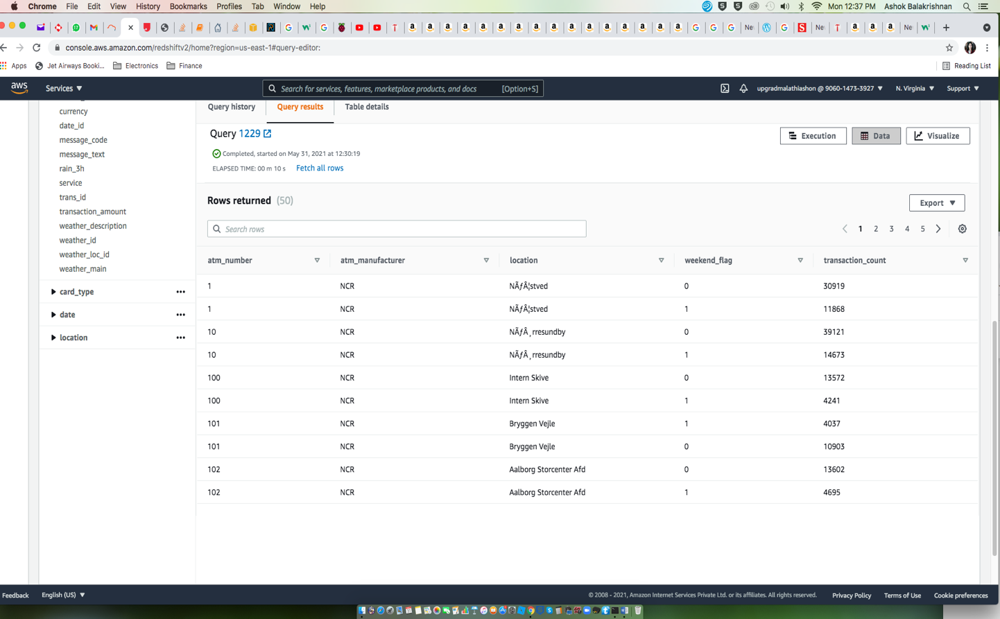 Chrome File Edit View History Bookmarks Profiles Tab Window Help
Mon 12:37 PM Ashok Balakrishnan
console.aws.amazon.com/redshiftv2/home?region=us-east-1#query-editor:
Apps Jet Airways Booki... Electronics Finance Reading List
aws Services ▼ Search for services, features, marketplace products, and docs [Option+S] upgradmalathiashon @ 9060-1473-3927 ▼ N. Virginia ▼ Support ▼
currency
date_id
message_code
message_text
rain_3h
service
trans_id
transaction_amount
weather_description
weather_id
weather_loc_id
weather_main
card_type •••
date •••
location •••
Query history Query results Table details
Query 1229
Execution Data Visualize
Completed, started on May 31, 2021 at 12:30:19
ELAPSED TIME: 00 m 10 s Fetch all rows
Rows returned (50)
Export ▼
Search rows
1 2 3 4 5
atm_number atm_manufacturer location weekend_flag transaction_count
1 NCR NÃƒÂ¦stved 0 30919
1 NCR NÃƒÂ¦stved 1 11868
10 NCR NÃƒÂ¸rresundby 0 39121
10 NCR NÃƒÂ¸rresundby 1 14673
100 NCR Intern Skive 0 13572
100 NCR Intern Skive 1 4241
101 NCR Bryggen Vejle 1 4037
101 NCR Bryggen Vejle 0 10903
102 NCR Aalborg Storcenter Afd 0 13602
102 NCR Aalborg Storcenter Afd 1 4695
Feedback English (US) ▼ © 2008 - 2021, Amazon Internet Services Private Ltd. or its affiliates. All rights reserved. Privacy Policy Terms of Use Cookie preferences